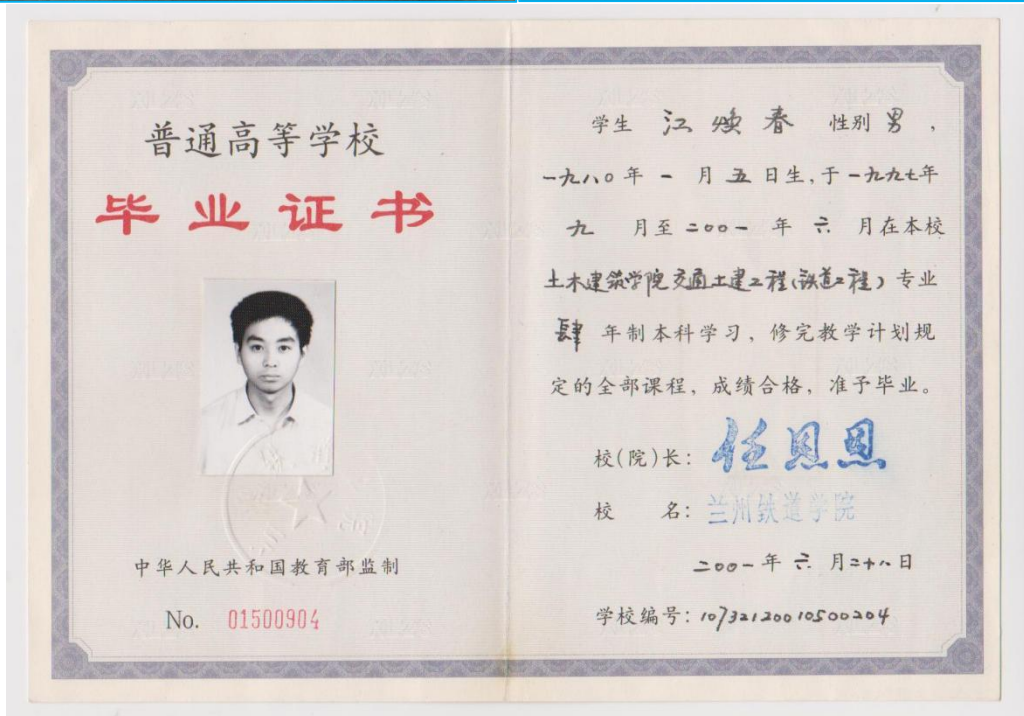 普通高等学校
毕业证书
中华人民共和国教育部监制
No. 01500904
学生 江焕春 性别 男，
一九八〇年一月五日生，于一九九七年
九月至二〇〇一年六月在本校
土木建筑学院交通土建工程（铁道工程）专业
肆年制本科学习，修完教学计划规
定的全部课程，成绩合格，准予毕业。
校（院）长：任恩恩
校名：兰州铁道学院
二〇〇一年六月二十八日
学校编号：10732120010500204